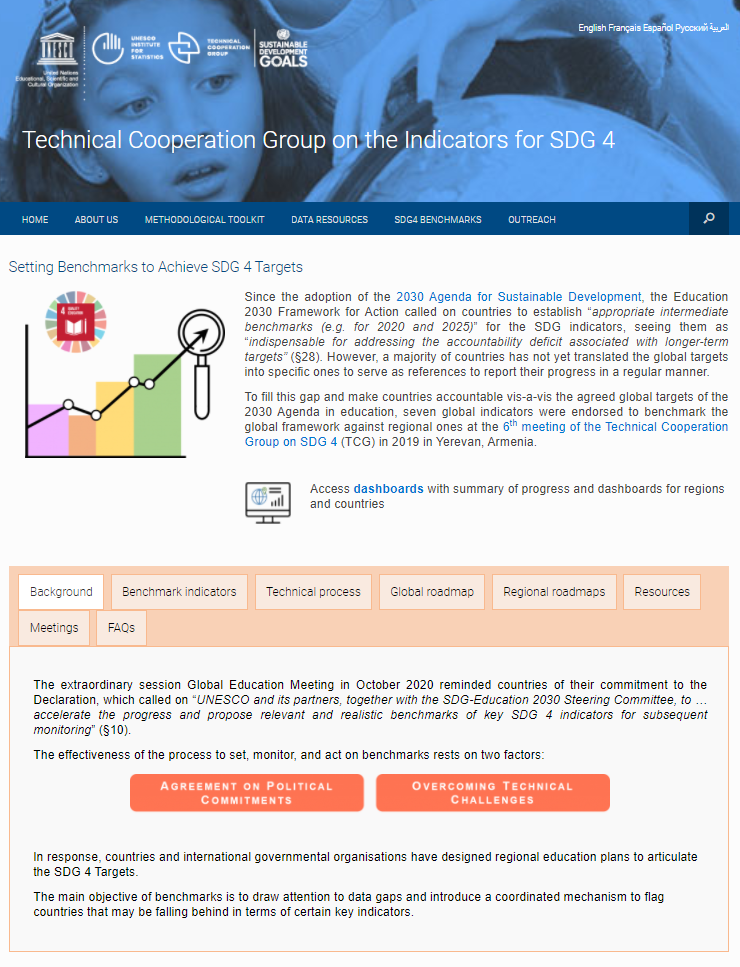 English Français Español Русский العربية
UNESCO
United Nations
Educational, Scientific and
Cultural Organization
UNESCO
INSTITUTE
FOR
STATISTICS
TECHNICAL
COOPERATION
GROUP
SUSTAINABLE
DEVELOPMENT
GOALS
Technical Cooperation Group on the Indicators for SDG 4
HOME ABOUT US METHODOLOGICAL TOOLKIT DATA RESOURCES SDG4 BENCHMARKS OUTREACH
Setting Benchmarks to Achieve SDG 4 Targets
4 QUALITY
EDUCATION
Since the adoption of the 2030 Agenda for Sustainable Development, the Education
2030 Framework for Action called on countries to establish “appropriate intermediate
benchmarks (e.g. for 2020 and 2025)” for the SDG indicators, seeing them as
“indispensable for addressing the accountability deficit associated with longer-term
targets” (§28). However, a majority of countries has not yet translated the global targets
into specific ones to serve as references to report their progress in a regular manner.
To fill this gap and make countries accountable vis-a-vis the agreed global targets of the
2030 Agenda in education, seven global indicators were endorsed to benchmark the
global framework against regional ones at the 6th meeting of the Technical Cooperation
Group on SDG 4 (TCG) in 2019 in Yerevan, Armenia.
Access dashboards with summary of progress and dashboards for regions
and countries
Background Benchmark indicators Technical process Global roadmap Regional roadmaps Resources
Meetings FAQs
The extraordinary session Global Education Meeting in October 2020 reminded countries of their commitment to the
Declaration, which called on “UNESCO and its partners, together with the SDG-Education 2030 Steering Committee, to …
accelerate the progress and propose relevant and realistic benchmarks of key SDG 4 indicators for subsequent
monitoring” (§10).
The effectiveness of the process to set, monitor, and act on benchmarks rests on two factors:
AGREEMENT ON POLITICAL
COMMITMENTS
OVERCOMING TECHNICAL
CHALLENGES
In response, countries and international governmental organisations have designed regional education plans to articulate
the SDG 4 Targets.
The main objective of benchmarks is to draw attention to data gaps and introduce a coordinated mechanism to flag
countries that may be falling behind in terms of certain key indicators.